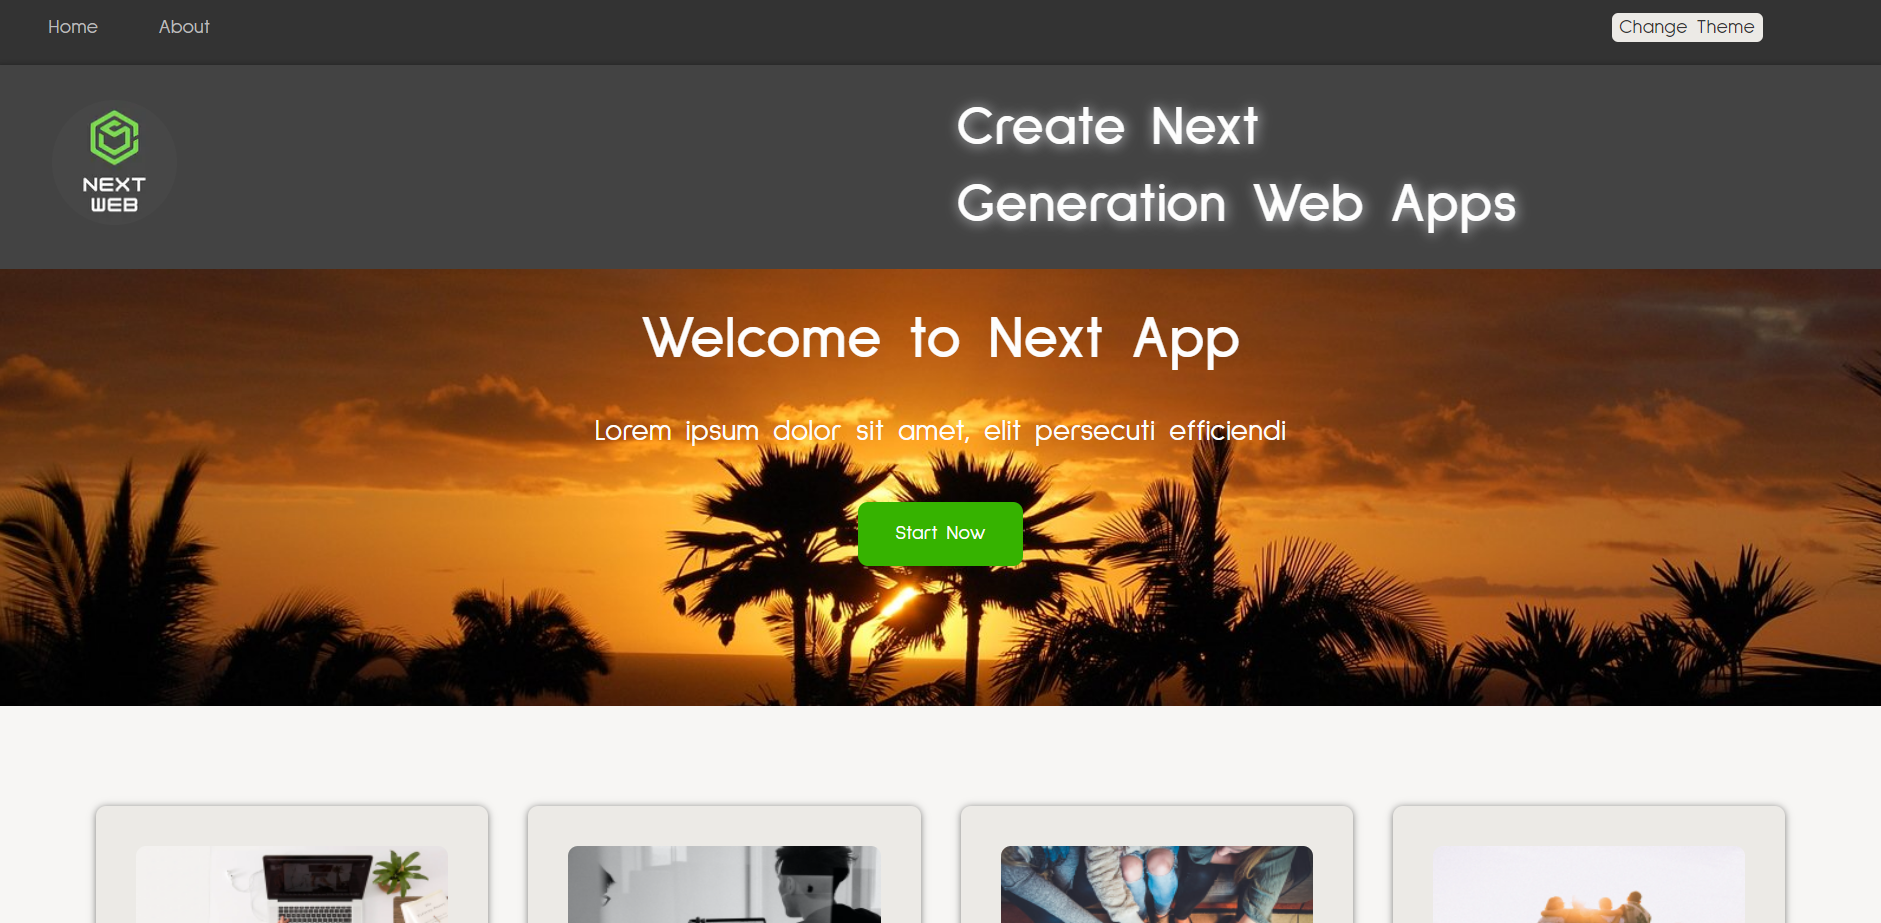 Home About Change Theme
NEXT
WEB
Create Next
Generation Web Apps
Welcome to Next App
Lorem ipsum dolor sit amet, elit persecuti efficiendi
Start Now